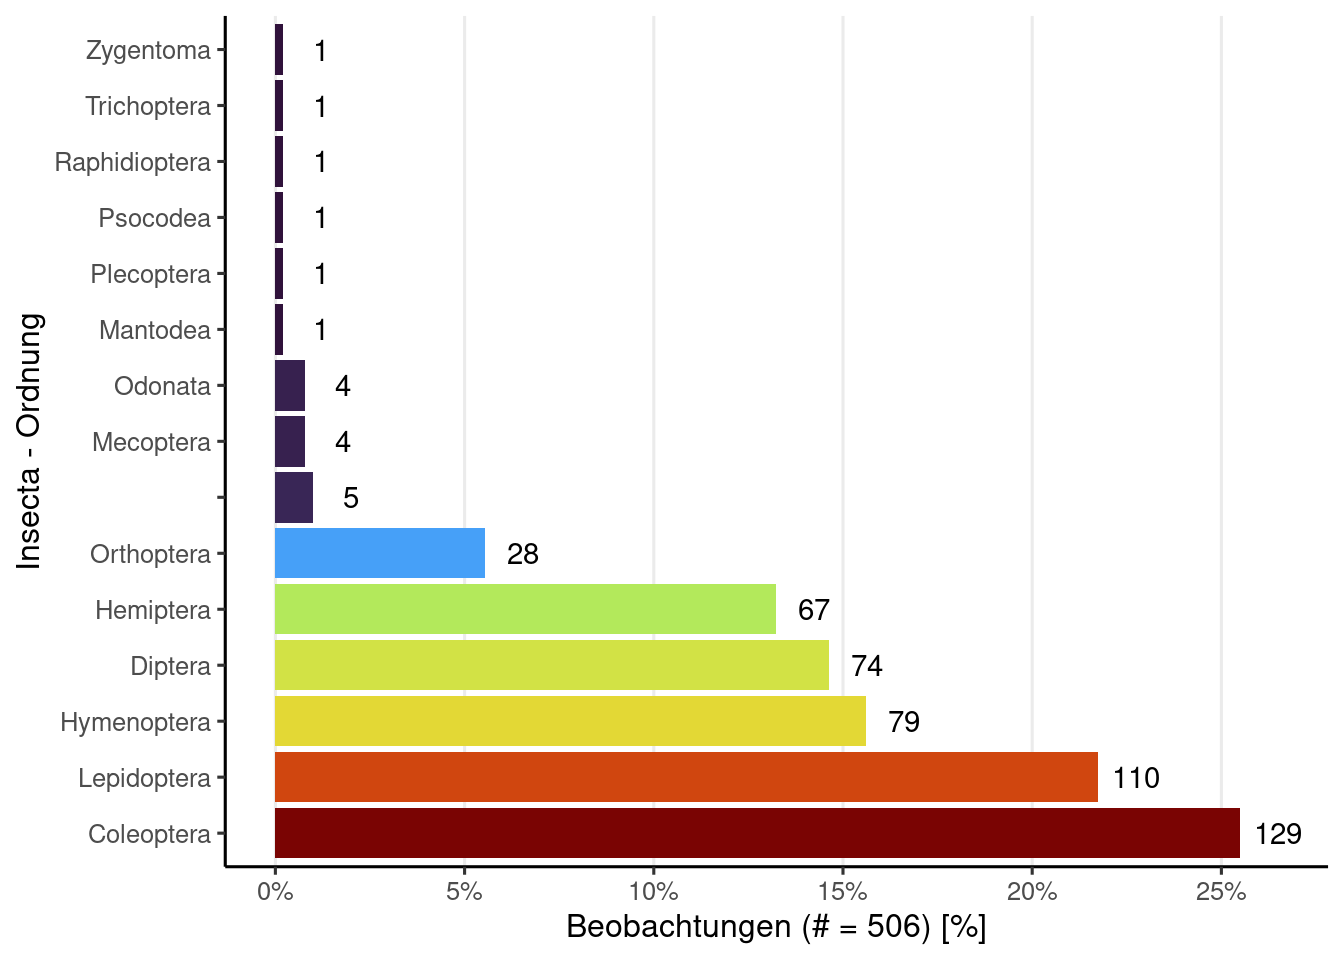 Insecta - Ordnung
Zygentoma 1
Trichoptera 1
Raphidioptera 1
Psocodea 1
Plecoptera 1
Mantodea 1
Odonata 4
Mecoptera 4
5
Orthoptera 28
Hemiptera 67
Diptera 74
Hymenoptera 79
Lepidoptera 110
Coleoptera 129
0% 5% 10% 15% 20% 25%
Beobachtungen (# = 506) [%]